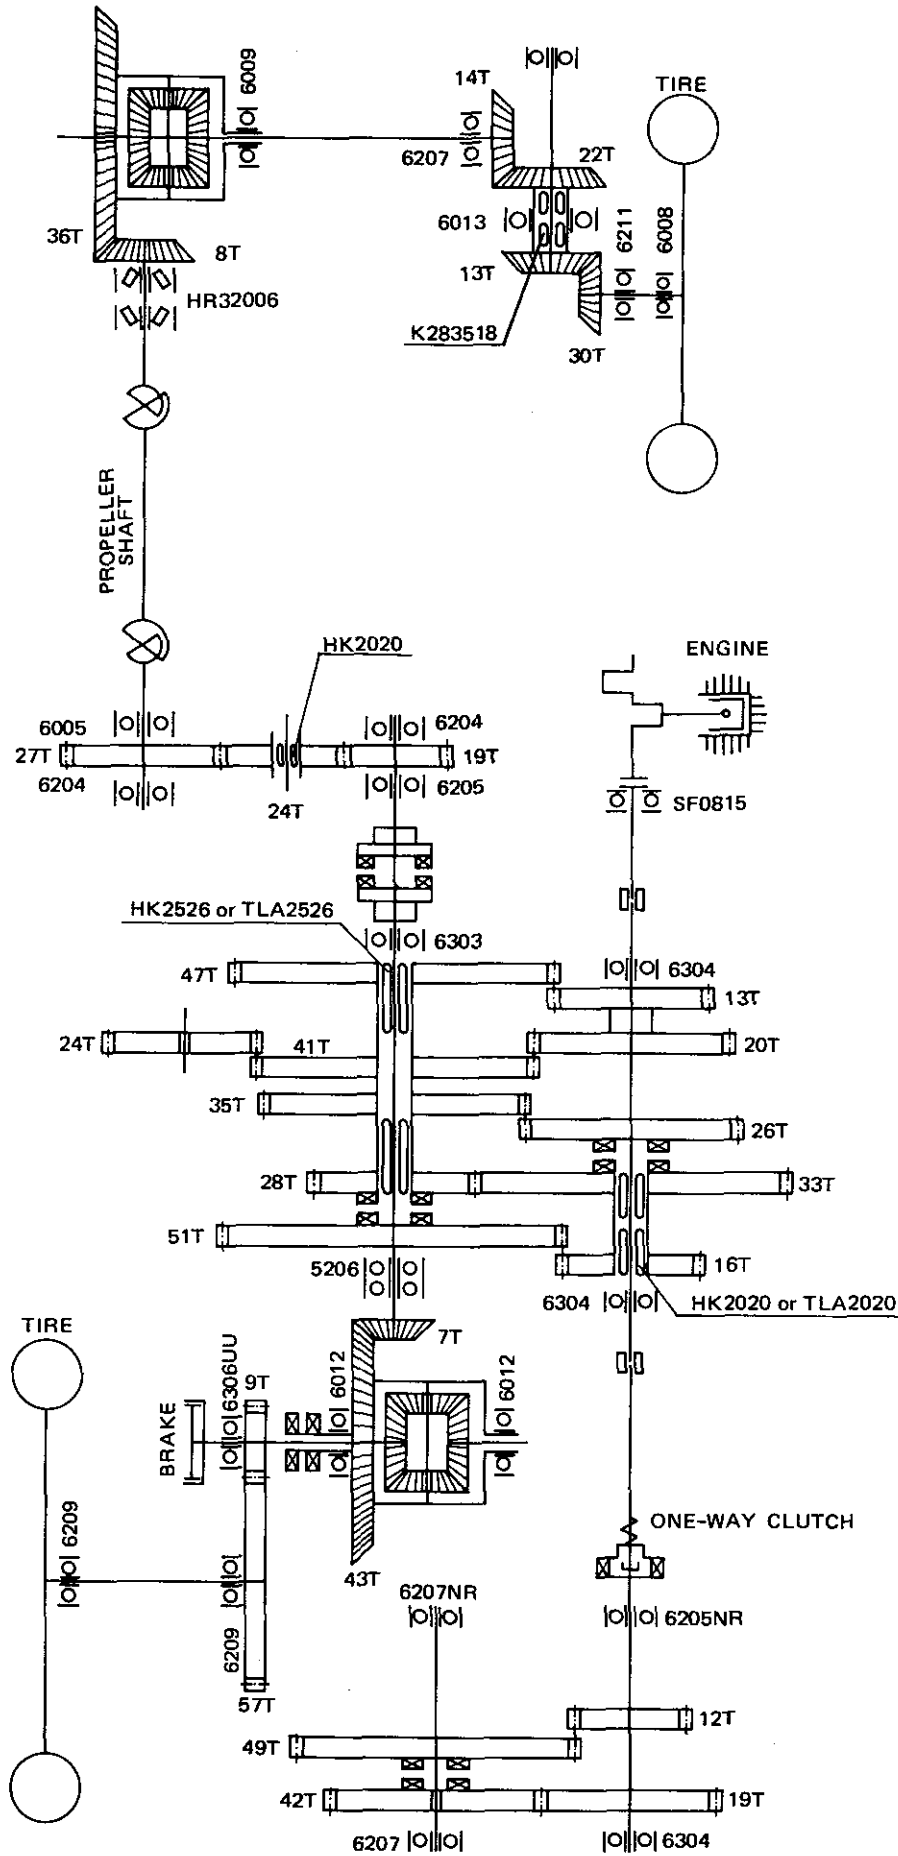 6009
14T
TIRE
6207
22T
36T
8T
6013
6211
6008
13T
HR32006
K283518
30T
PROPELLER
SHAFT
HK2020
ENGINE
6005
6204
27T
19T
6204
6205
24T
SF0815
HK2526 or TLA2526
6303
6304
47T
13T
24T
41T
20T
35T
26T
28T
33T
51T
5206
16T
6304
HK2020 or TLA2020
TIRE
7T
6306UU
9T
6012
6012
BRAKE
6209
ONE-WAY CLUTCH
43T
6207NR
6205NR
6209
57T
12T
49T
42T
19T
6207
6304